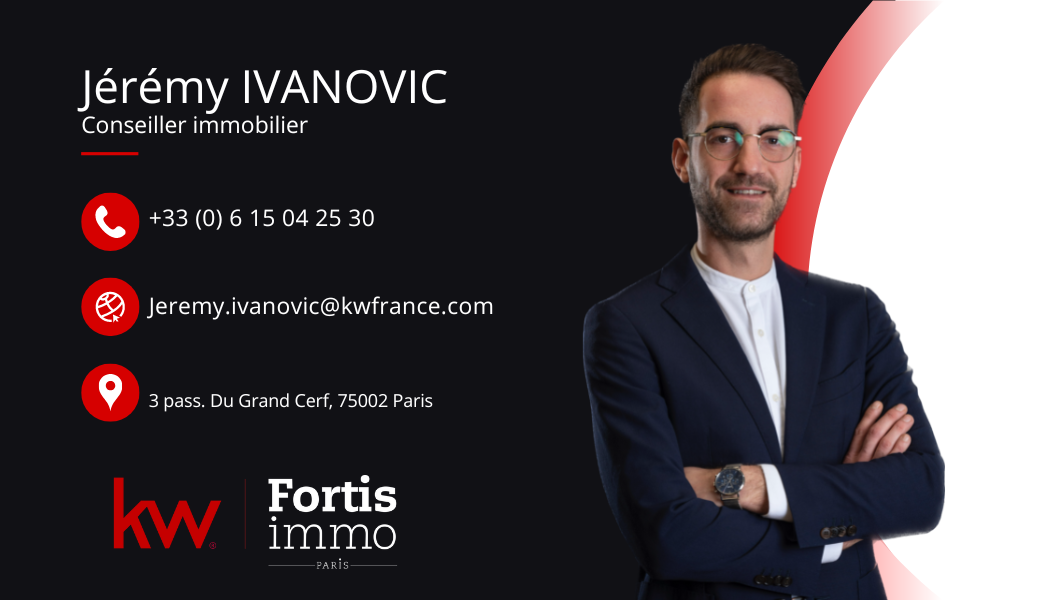 Jérémy IVANOVIC
Conseiller immobilier
+33 (0) 6 15 04 25 30
Jeremy.ivanovic@kwfrance.com
3 pass. Du Grand Cerf, 75002 Paris
kw®
Fortis
immo
PARIS